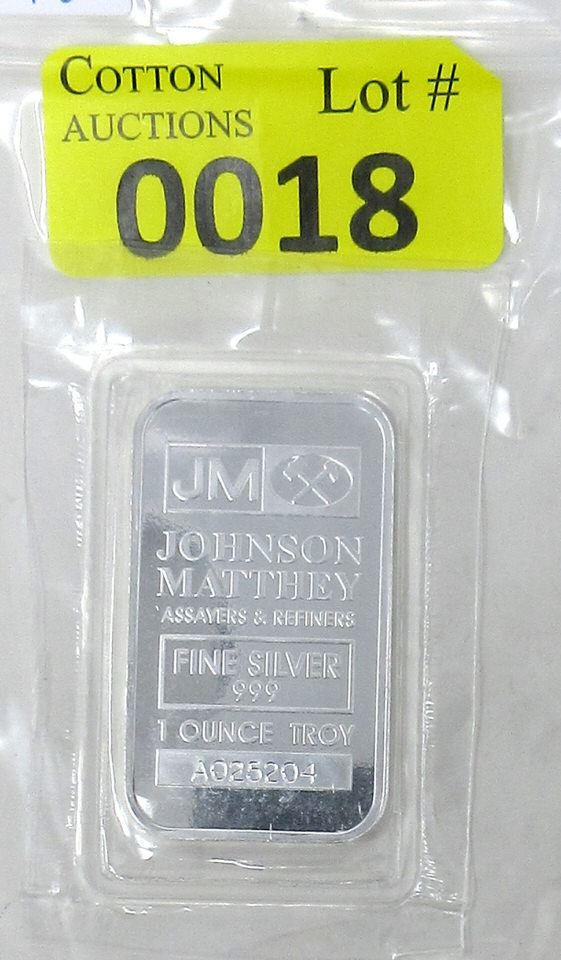 COTTON
AUCTIONS
Lot #
0018
JM
JOHNSON
MATTHEY
ASSAYERS & REFINERS
FINE SILVER
999
1 OUNCE TROY
A025204